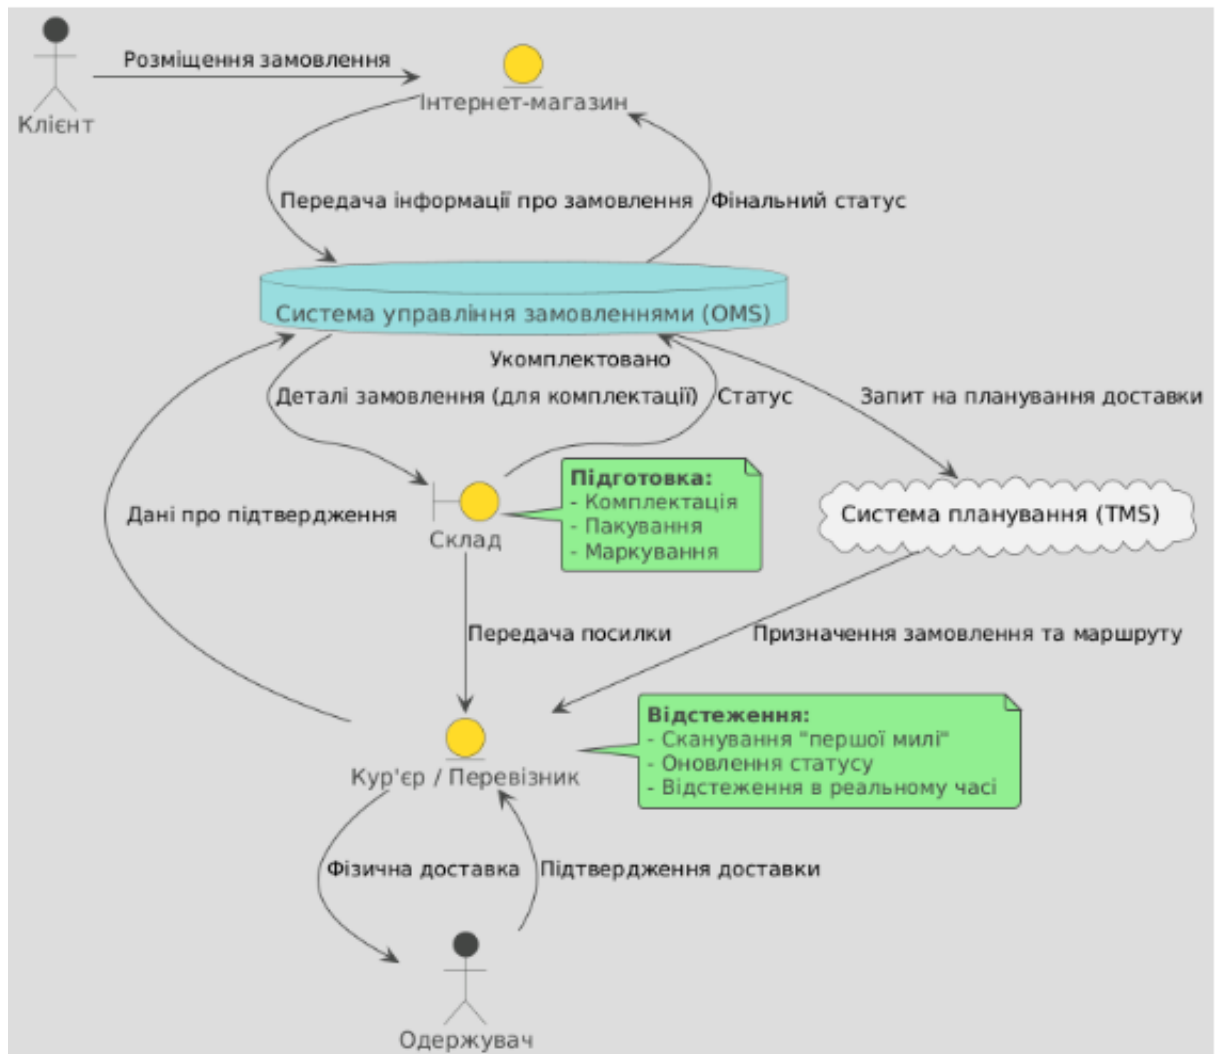 Розміщення замовлення
Клієнт
Інтернет-магазин
Передача інформації про замовлення
Фінальний статус
Система управління замовленнями (OMS)
Укомплектовано
Деталі замовлення (для комплектації)
Статус
Запит на планування доставки
Підготовка:
- Комплектація
- Пакування
- Маркування
Дані про підтвердження
Склад
Система планування (TMS)
Передача посилки
Призначення замовлення та маршруту
Відстеження:
- Сканування "першої милі"
- Оновлення статусу
- Відстеження в реальному часі
Кур'єр / Перевізник
Фізична доставка
Підтвердження доставки
Одержувач